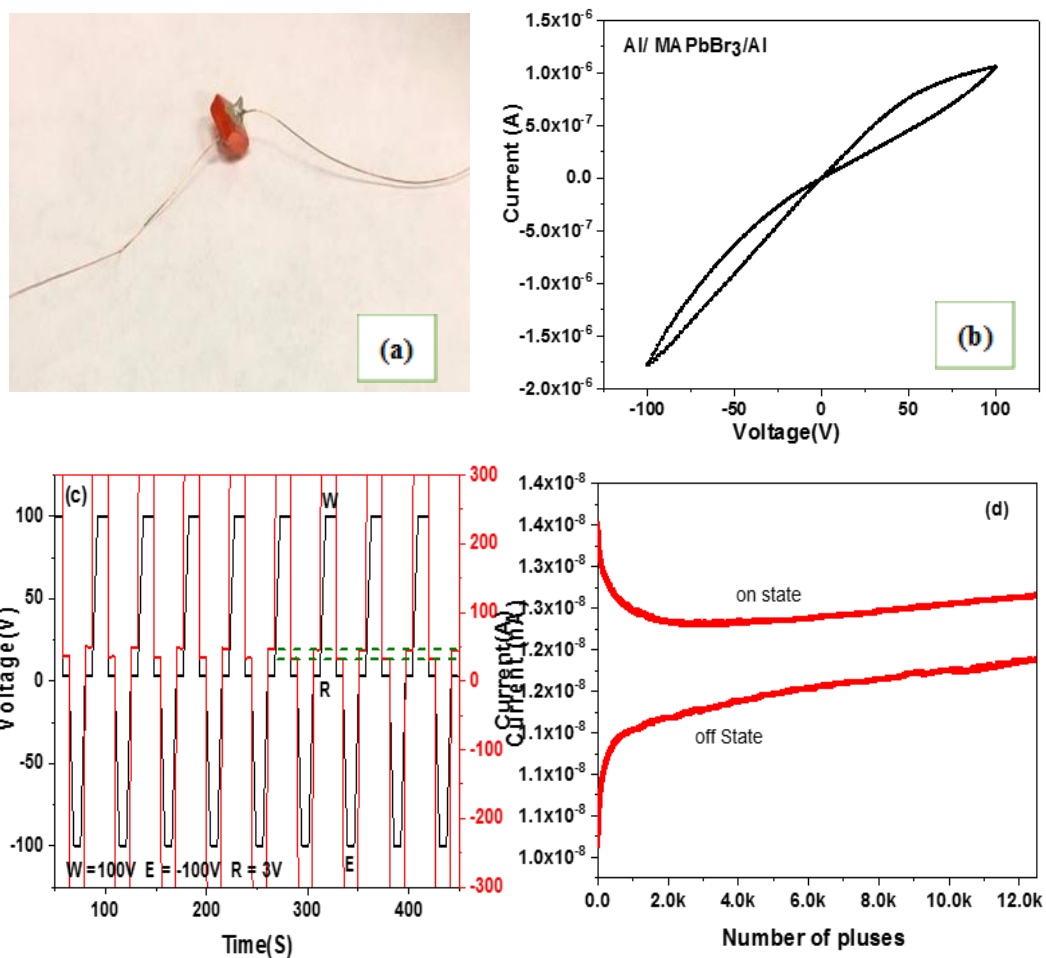 (a)
Al/ MAPbBr3/Al
1.5x10-6
1.0x10-6
5.0x10-7
0.0
-5.0x10-7
-1.0x10-6
-1.5x10-6
-2.0x10-6
Current (A)
(b)
-100 -50 0 50 100
Voltage(V)
(c)
100
50
0
-50
-100
Voltage(V)
W
R
E
W =100V E = -100V R = 3V
300
200
100
0
-100
-200
-300
Current(nA)
100 200 300 400
Time(S)
Current(A)
1.4x10-8
1.4x10-8
1.3x10-8
1.3x10-8
1.2x10-8
1.2x10-8
1.1x10-8
1.1x10-8
1.0x10-8
(d)
on state
off State
0.0 2.0k 4.0k 6.0k 8.0k 10.0k 12.0k
Number of pluses